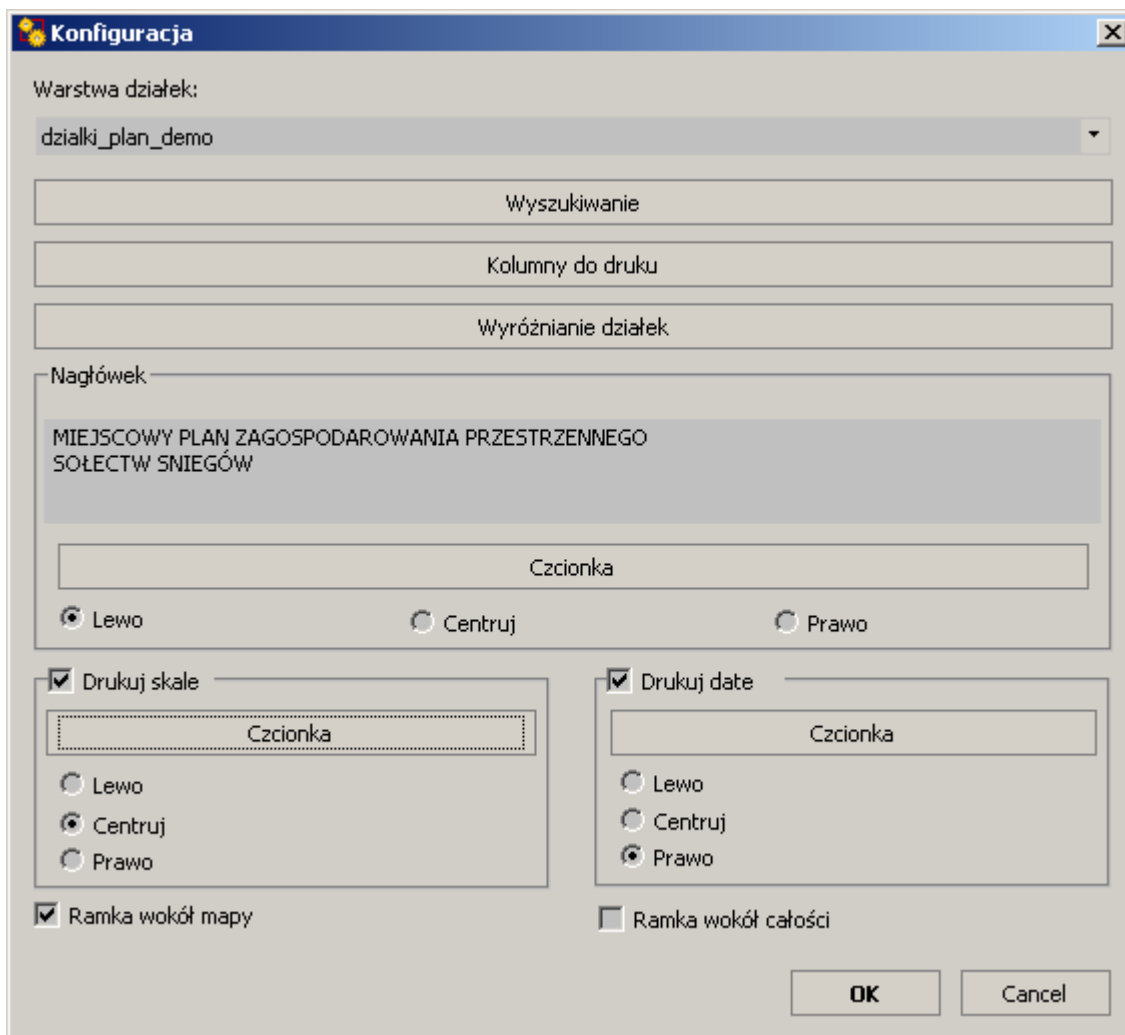 Konfiguracja
Warstwa działek:
dzialki_plan_demo
Wyszukiwanie
Kolumny do druku
Wyróżnianie działek
Nagłówek
MIEJSCOWY PLAN ZAGOSPODAROWANIA PRZESTRZENNEGO
SOŁECTW SNIEGÓW
Czcionka
Lewo Centruj Prawo
Drukuj skale
Czcionka
Lewo
Centruj
Prawo
Drukuj date
Czcionka
Lewo
Centruj
Prawo
Ramka wokół mapy
Ramka wokół całości
OK Cancel